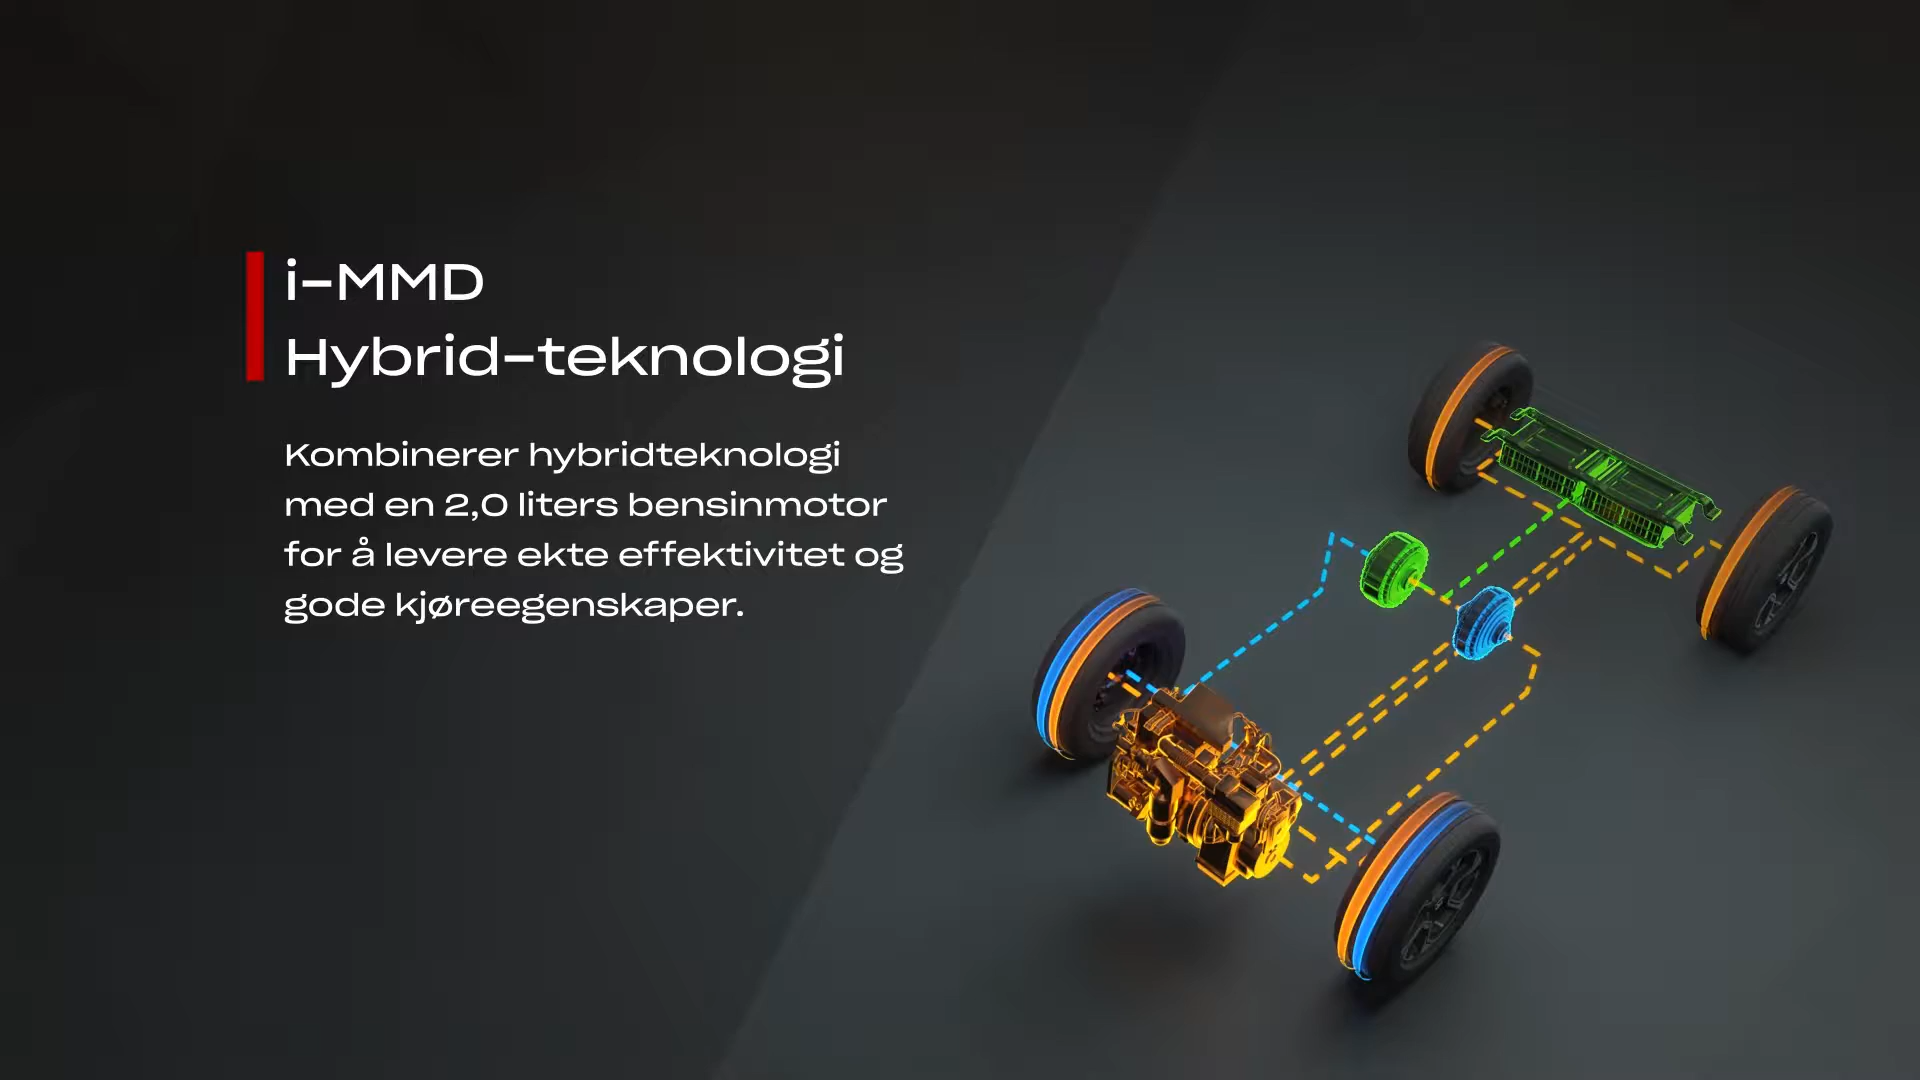 i-MMD
Hybrid-teknologi
Kombinerer hybridteknologi
med en 2,0 liters bensinmotor
for å levere ekte effektivitet og
gode kjøreegenskaper.